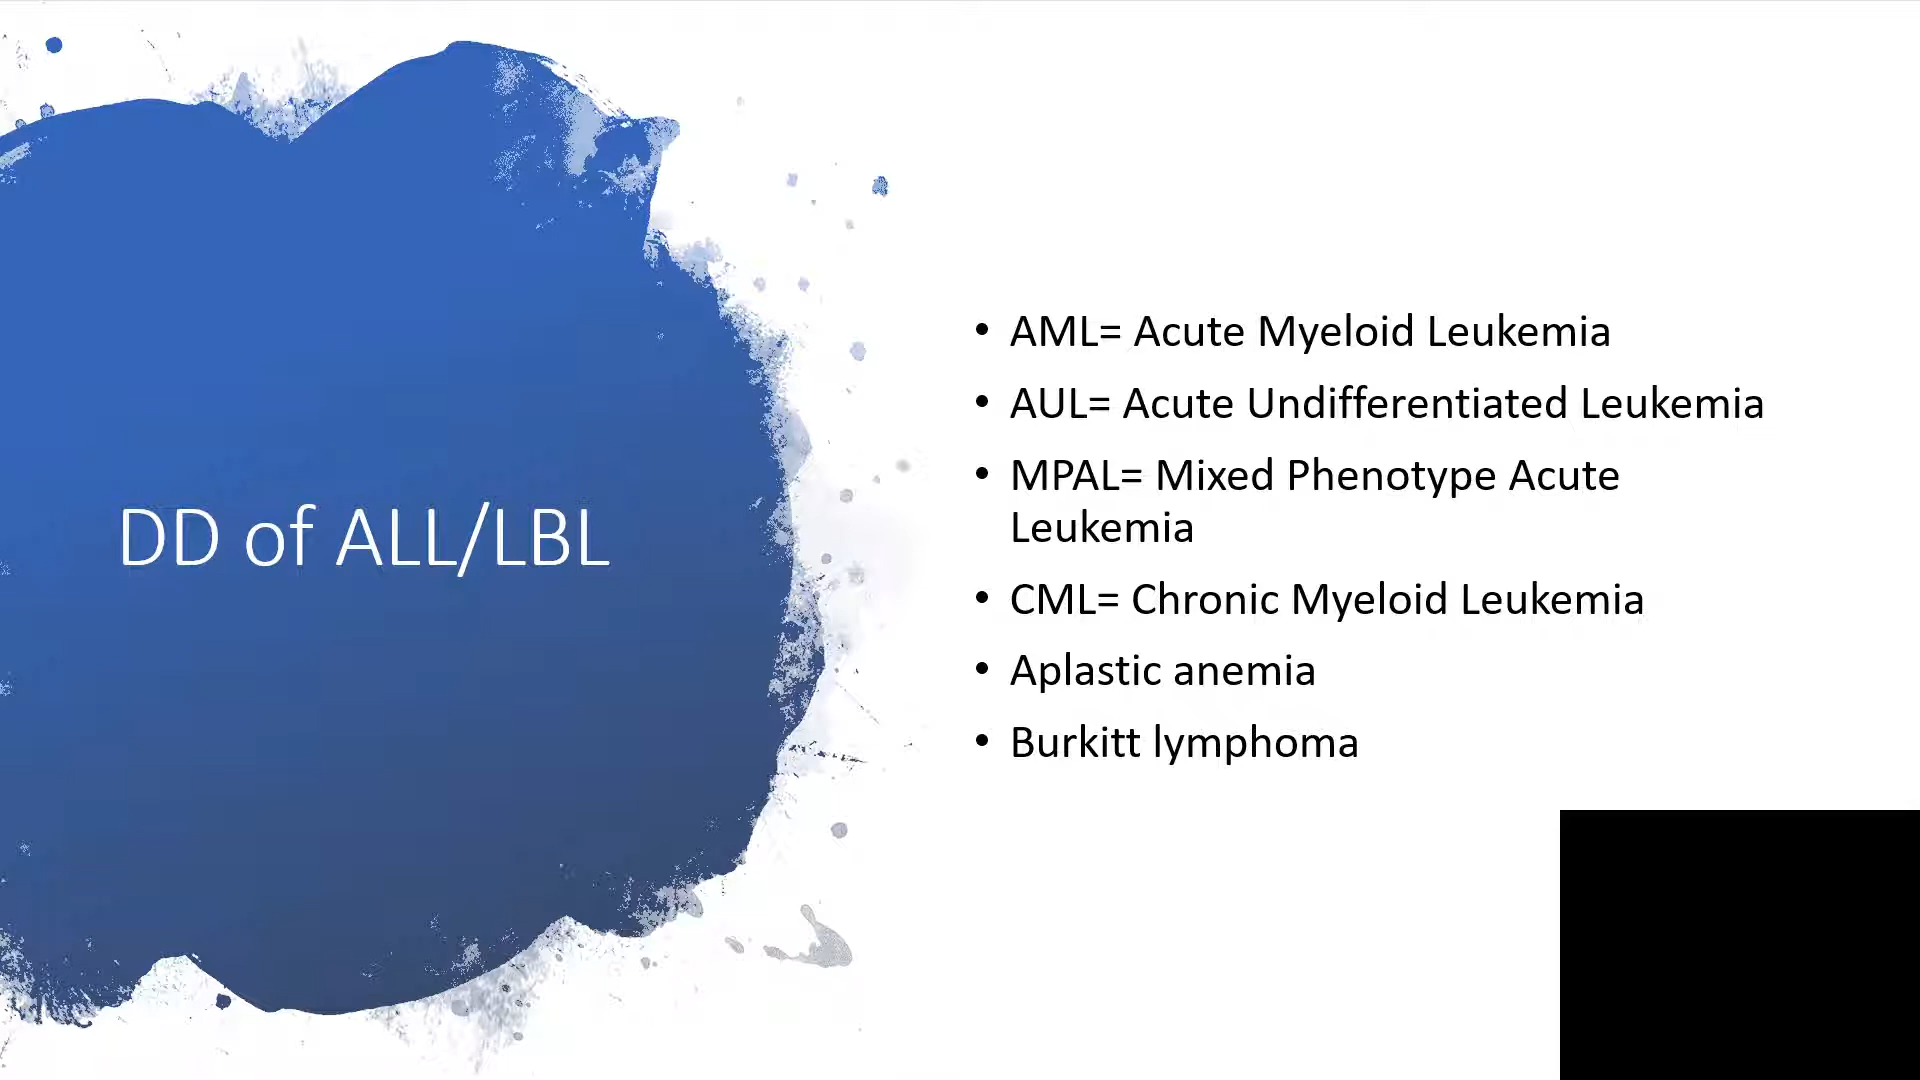 DD of ALL/LBL
• AML= Acute Myeloid Leukemia
• AUL= Acute Undifferentiated Leukemia
• MPAL= Mixed Phenotype Acute
Leukemia
• CML= Chronic Myeloid Leukemia
• Aplastic anemia
• Burkitt lymphoma